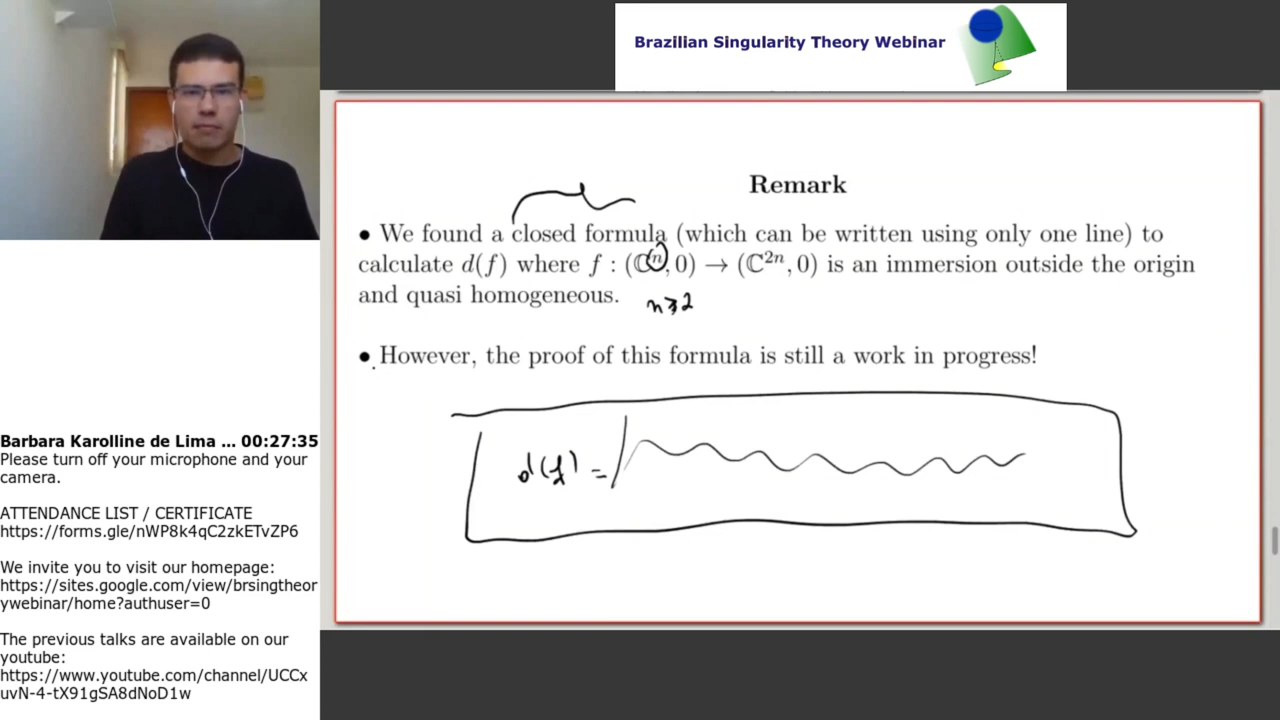 Brazilian Singularity Theory Webinar
Remark
• We found a closed formula (which can be written using only one line) to
calculate d(f) where f : (ℂⁿ, 0) → (ℂ²ⁿ, 0) is an immersion outside the origin
and quasi homogeneous.
n ≥ 2
• However, the proof of this formula is still a work in progress!
d(f) =
Barbara Karolline de Lima ... 00:27:35
Please turn off your microphone and your
camera.
ATTENDANCE LIST / CERTIFICATE
https://forms.gle/nWP8k4qC2zkETvZP6
We invite you to visit our homepage:
https://sites.google.com/view/brsingtheor
ywebinar/home?authuser=0
The previous talks are available on our
youtube:
https://www.youtube.com/channel/UCCx
uvN-4-tX91gSA8dNoD1w